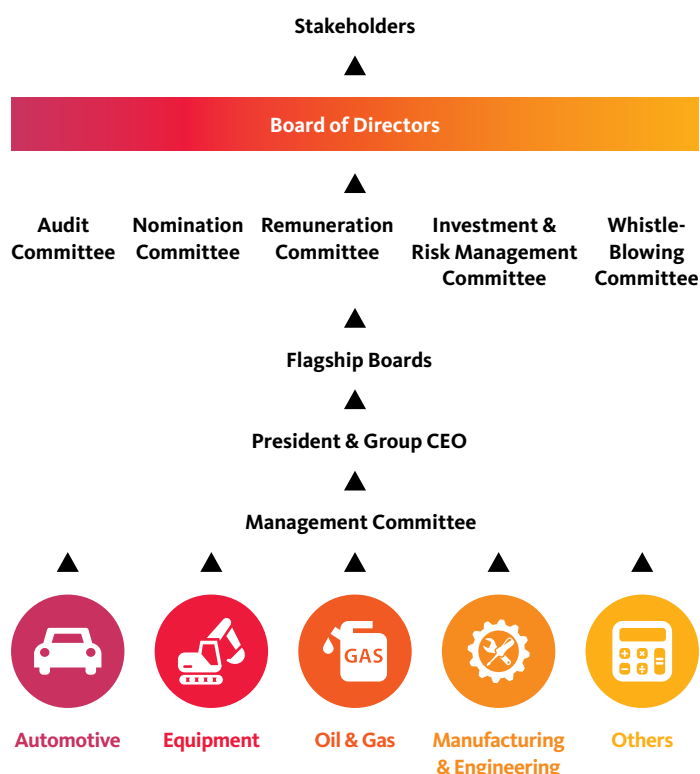 Stakeholders
Board of Directors
Audit
Committee
Nomination
Committee
Remuneration
Committee
Investment &
Risk Management
Committee
Whistle-
Blowing
Committee
Flagship Boards
President & Group CEO
Management Committee
GAS
Automotive
Equipment
Oil & Gas
Manufacturing
& Engineering
Others